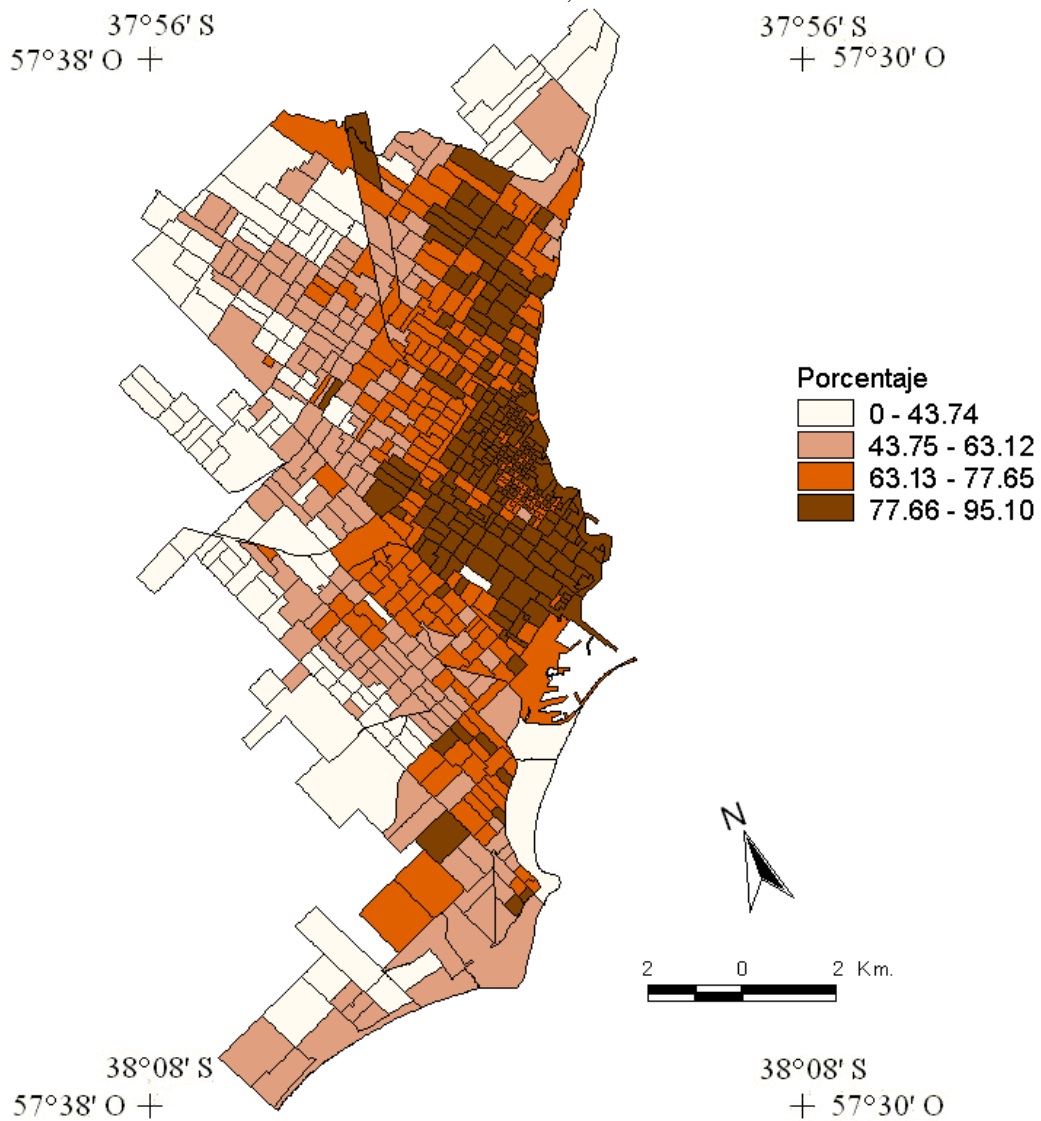 37°56' S
57°38' O
37°56' S
57°30' O
Porcentaje
0 - 43.74
43.75 - 63.12
63.13 - 77.65
77.66 - 95.10
N
2 0 2 Km.
38°08' S
57°38' O
38°08' S
57°30' O